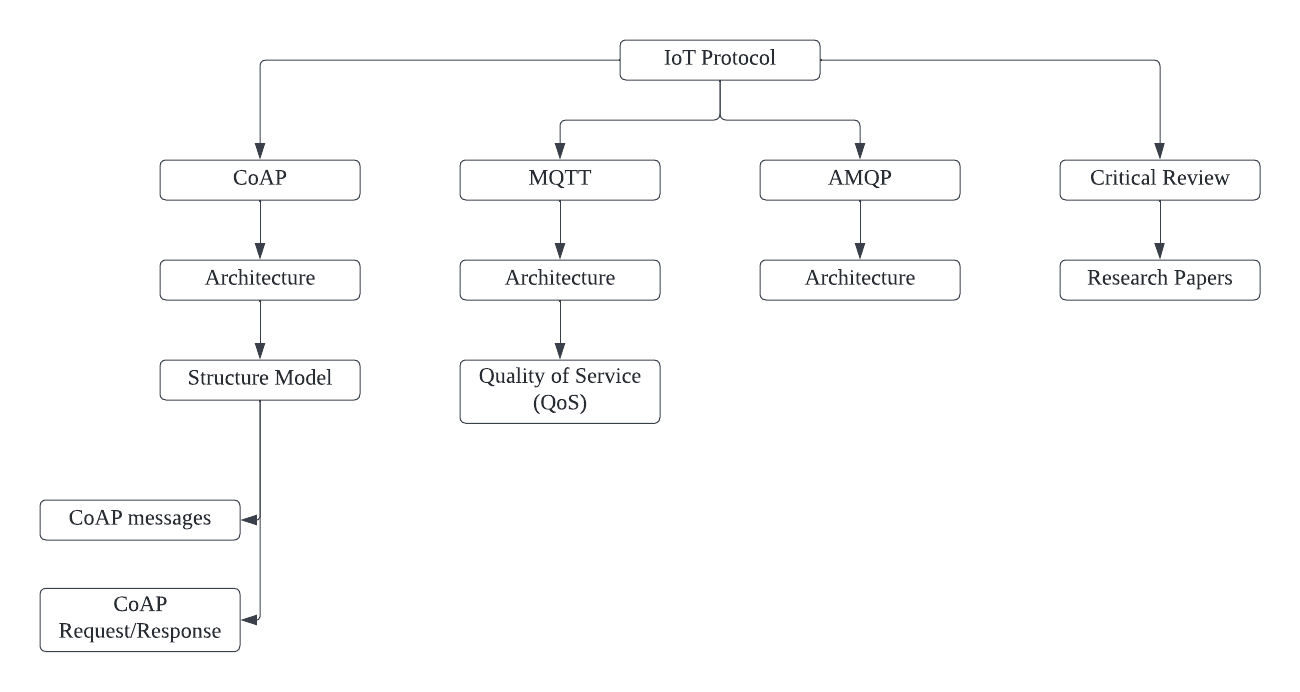 IoT Protocol
CoAP
MQTT
AMQP
Critical Review
Architecture
Architecture
Architecture
Research Papers
Structure Model
Quality of Service
(QoS)
CoAP messages
CoAP
Request/Response